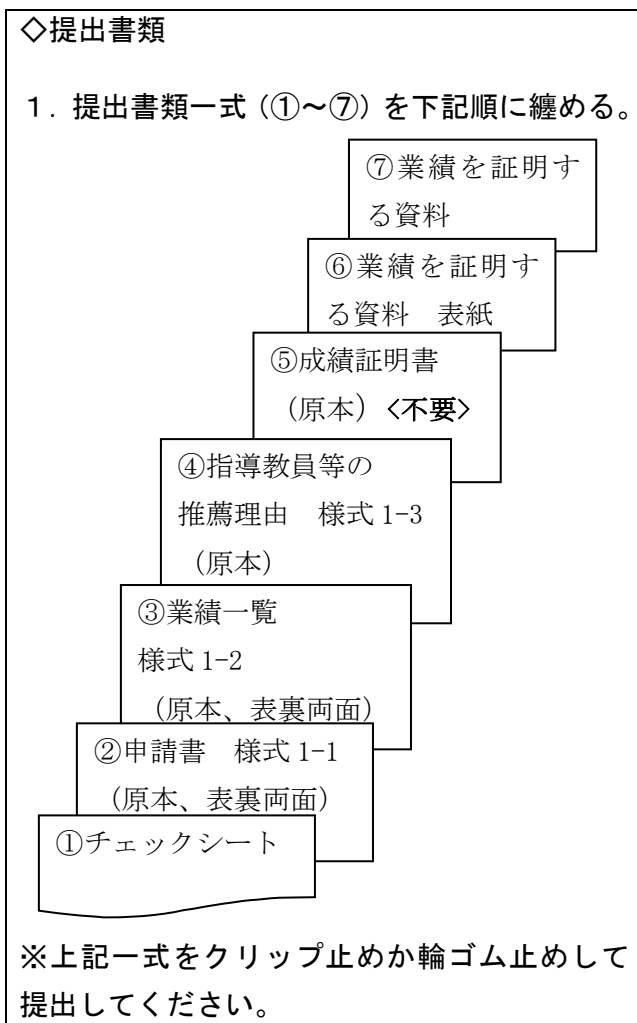 ◇提出書類
1．提出書類一式（①～⑦）を下記順に纏める。
⑦業績を証明す
る資料
⑥業績を証明す
る資料　表紙
⑤成績証明書
（原本）<不要>
④指導教員等の
推薦理由　様式 1-3
（原本）
③業績一覧
様式 1-2
（原本、表裏両面）
②申請書　様式 1-1
（原本、表裏両面）
①チェックシート
※上記一式をクリップ止めか輪ゴム止めして
提出してください。